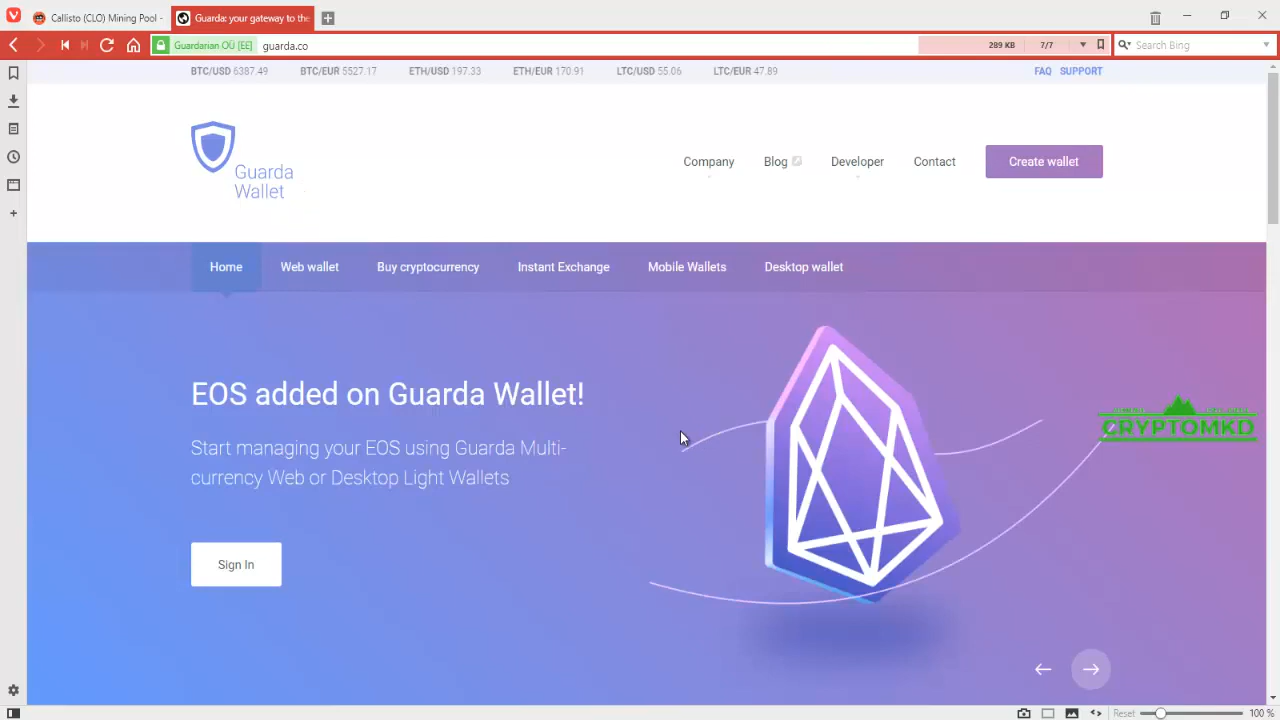 Callisto (CLO) Mining Pool -
Guarda: your gateway to the
Guardarian OÜ [EE] guarda.co
289 KB 7/7
Search Bing
BTC/USD 6387.49 BTC/EUR 5527.17 ETH/USD 197.33 ETH/EUR 170.91 LTC/USD 55.06 LTC/EUR 47.89
FAQ SUPPORT
Guarda
Wallet
Company Blog Developer Contact Create wallet
Home Web wallet Buy cryptocurrency Instant Exchange Mobile Wallets Desktop wallet
EOS added on Guarda Wallet!
Start managing your EOS using Guarda Multi-
currency Web or Desktop Light Wallets
Sign In
CRYPTOMKD
Reset 100 %